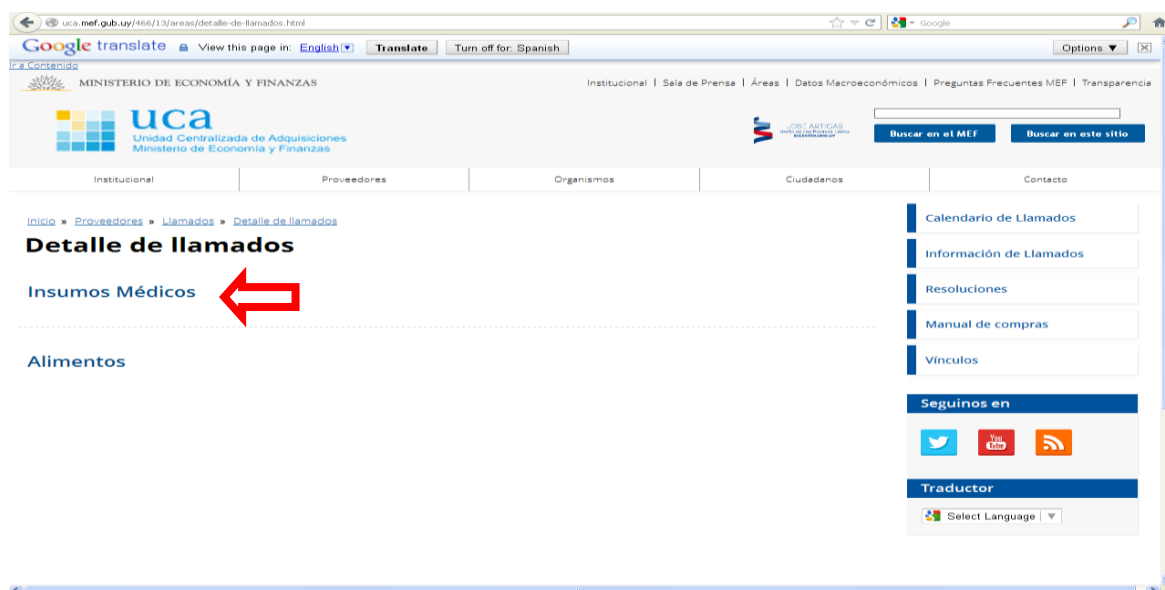 uca.mef.gub.uy/466/13/areas/detalle-de-llamados.html
Google
Google translate View this page in: English Translate Turn off for: Spanish Options
Ir a Contenido
MINISTERIO DE ECONOMÍA Y FINANZAS
Institucional | Sala de Prensa | Áreas | Datos Macroeconómicos | Preguntas Frecuentes MEF | Transparencia
uca
Unidad Centralizada de Adquisiciones
Ministerio de Economía y Finanzas
JOSÉ ARTIGAS
Buscar en el MEF Buscar en este sitio
Institucional Proveedores Organismos Ciudadanos Contacto
Inicio » Proveedores » Llamados » Detalle de llamados
Detalle de llamados
Insumos Médicos
Alimentos
Calendario de Llamados
Información de Llamados
Resoluciones
Manual de compras
Vínculos
Seguinos en
You Tube
Traductor
Select Language